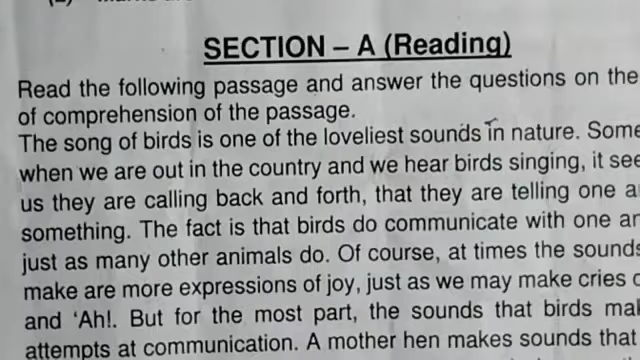 SECTION – A (Reading)
Read the following passage and answer the questions on the
of comprehension of the passage.
The song of birds is one of the loveliest sounds in nature. Some
when we are out in the country and we hear birds singing, it see
us they are calling back and forth, that they are telling one a
something. The fact is that birds do communicate with one an
just as many other animals do. Of course, at times the sounds
make are more expressions of joy, just as we may make cries o
and 'Ah!. But for the most part, the sounds that birds mak
attempts at communication. A mother hen makes sounds that